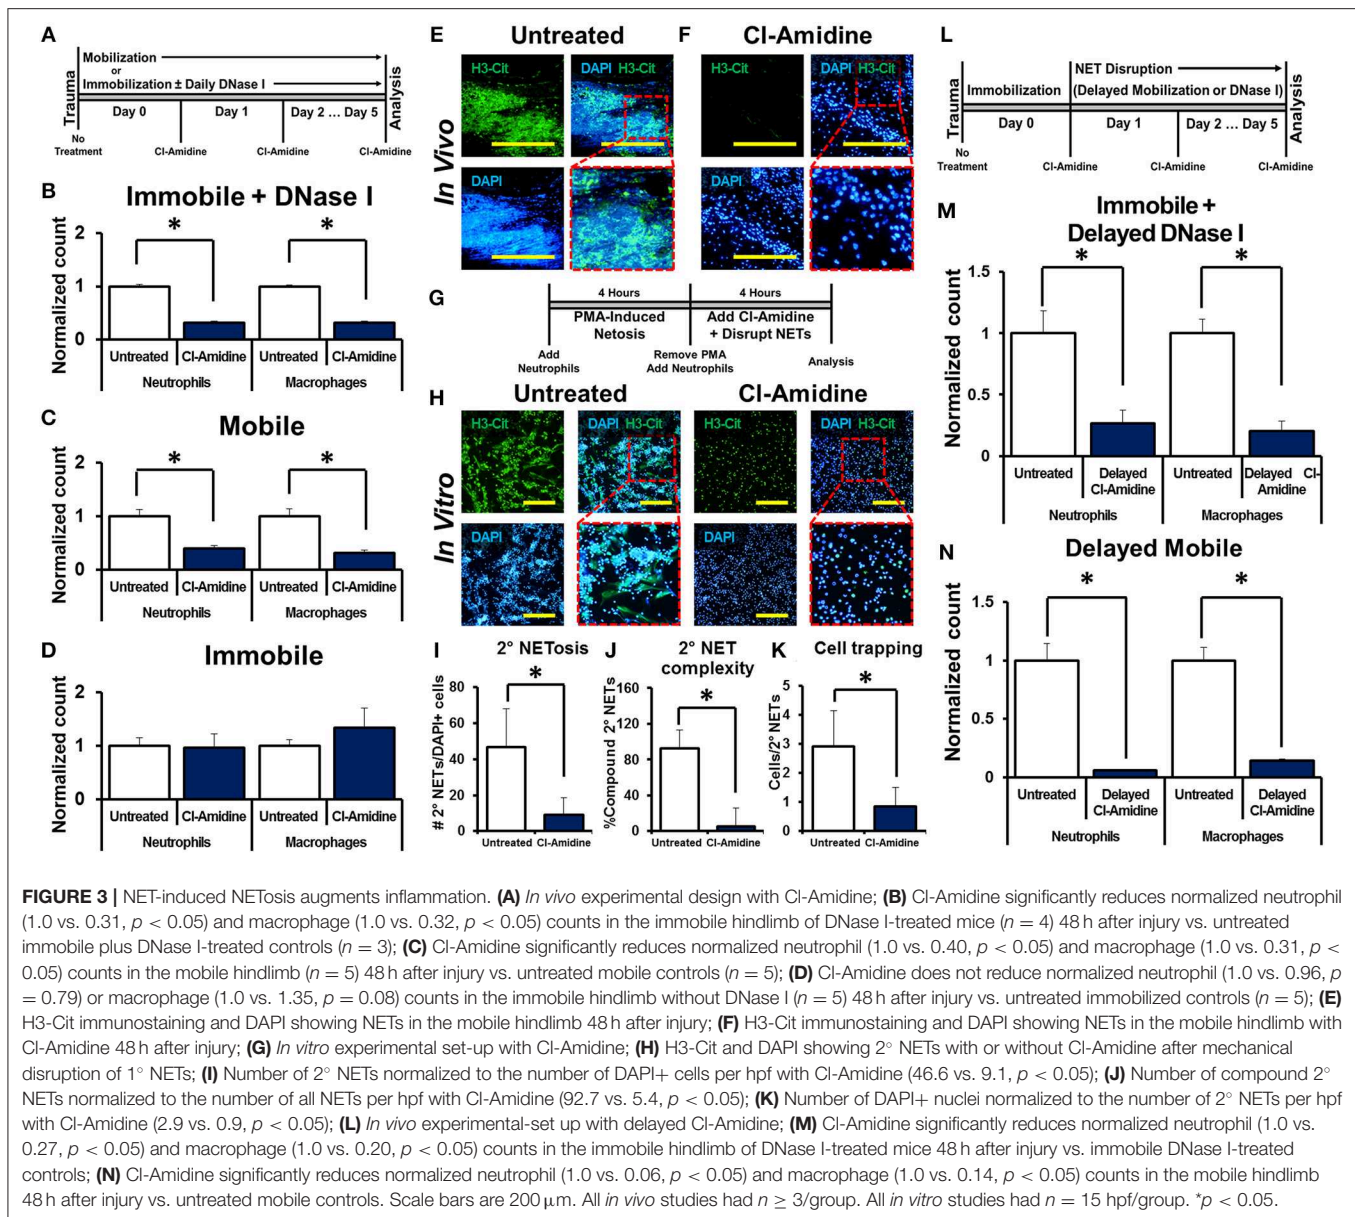 A
Mobilization
or
Immobilization ± Daily DNase I
Trauma
Day 0
Day 1
Day 2 ... Day 5
Analysis
No
Treatment
Cl-Amidine
Cl-Amidine
Cl-Amidine
B
Immobile + DNase I
Normalized count
2
1
0
*
*
Untreated
Cl-Amidine
Untreated
Cl-Amidine
Neutrophils
Macrophages
C
Mobile
Normalized count
2
1
0
*
*
Untreated
Cl-Amidine
Untreated
Cl-Amidine
Neutrophils
Macrophages
D
Immobile
Normalized count
2
1
0
Untreated
Cl-Amidine
Untreated
Cl-Amidine
Neutrophils
Macrophages
E
Untreated
In Vivo
H3-Cit
DAPI H3-Cit
DAPI
F
Cl-Amidine
H3-Cit
DAPI H3-Cit
DAPI
G
4 Hours
4 Hours
PMA-Induced
Netosis
Add Cl-Amidine
+ Disrupt NETs
Add
Neutrophils
Remove PMA
Add Neutrophils
Analysis
H
Untreated
Cl-Amidine
In Vitro
H3-Cit
DAPI H3-Cit
H3-Cit
DAPI H3-Cit
DAPI
DAPI
I
2° NETosis
# 2° NETs/DAPI+ cells
80
60
40
20
0
*
Untreated
Cl-Amidine
J
2° NET
complexity
%Compound 2° NETs
160
120
80
40
0
*
Untreated
Cl-Amidine
K
Cell trapping
Cells/2° NETs
5
4
3
2
1
0
*
Untreated
Cl-Amidine
L
NET Disruption
(Delayed Mobilization or DNase I)
Immobilization
Trauma
Day 0
Day 1
Day 2 ... Day 5
Analysis
No
Treatment
Cl-Amidine
Cl-Amidine
Cl-Amidine
M
Immobile +
Delayed DNase I
Normalized count
1.5
1
0.5
0
*
*
Untreated
Delayed
Cl-Amidine
Untreated
Delayed Cl-
Amidine
Neutrophils
Macrophages
N
Delayed Mobile
Normalized count
1.5
1
0.5
0
*
*
Untreated
Delayed
Cl-Amidine
Untreated
Delayed
Cl-Amidine
Neutrophils
Macrophages
FIGURE 3 | NET-induced NETosis augments inflammation. (A) In vivo experimental design with Cl-Amidine; (B) Cl-Amidine significantly reduces normalized neutrophil
(1.0 vs. 0.31, p < 0.05) and macrophage (1.0 vs. 0.32, p < 0.05) counts in the immobile hindlimb of DNase I-treated mice (n = 4) 48 h after injury vs. untreated
immobile plus DNase I-treated controls (n = 3); (C) Cl-Amidine significantly reduces normalized neutrophil (1.0 vs. 0.40, p < 0.05) and macrophage (1.0 vs. 0.31, p <
0.05) counts in the mobile hindlimb (n = 5) 48 h after injury vs. untreated mobile controls (n = 5); (D) Cl-Amidine does not reduce normalized neutrophil (1.0 vs. 0.96, p
= 0.79) or macrophage (1.0 vs. 1.35, p = 0.08) counts in the immobile hindlimb without DNase I (n = 5) 48 h after injury vs. untreated immobilized controls (n = 5); (E)
H3-Cit immunostaining and DAPI showing NETs in the mobile hindlimb 48 h after injury; (F) H3-Cit immunostaining and DAPI showing NETs in the mobile hindlimb with
Cl-Amidine 48 h after injury; (G) In vitro experimental set-up with Cl-Amidine; (H) H3-Cit and DAPI showing 2° NETs with or without Cl-Amidine after mechanical
disruption of 1° NETs; (I) Number of 2° NETs normalized to the number of DAPI+ cells per hpf with Cl-Amidine (46.6 vs. 9.1, p < 0.05); (J) Number of compound 2°
NETs normalized to the number of all NETs per hpf with Cl-Amidine (92.7 vs. 5.4, p < 0.05); (K) Number of DAPI+ nuclei normalized to the number of 2° NETs per hpf
with Cl-Amidine (2.9 vs. 0.9, p < 0.05); (L) In vivo experimental-set up with delayed Cl-Amidine; (M) Cl-Amidine significantly reduces normalized neutrophil (1.0 vs.
0.27, p < 0.05) and macrophage (1.0 vs. 0.20, p < 0.05) counts in the immobile hindlimb of DNase I-treated mice 48 h after injury vs. immobile DNase I-treated
controls; (N) Cl-Amidine significantly reduces normalized neutrophil (1.0 vs. 0.06, p < 0.05) and macrophage (1.0 vs. 0.14, p < 0.05) counts in the mobile hindlimb
48 h after injury vs. untreated mobile controls. Scale bars are 200 µm. All in vivo studies had n ≥ 3/group. All in vitro studies had n = 15 hpf/group. *p < 0.05.